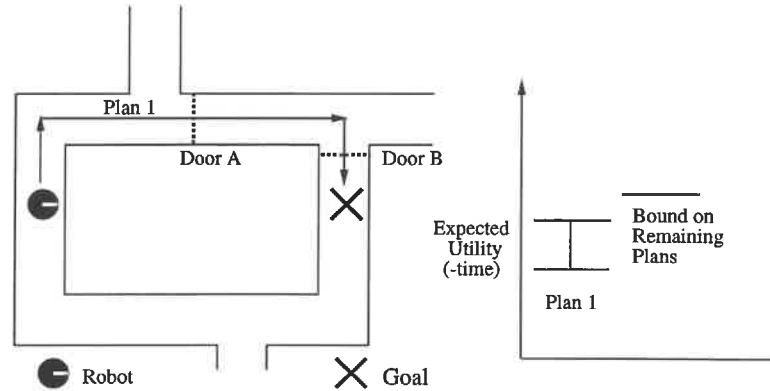 Plan 1
Door A
Door B
Robot
Goal
Expected
Utility
(-time)
Bound on
Remaining
Plans
Plan 1